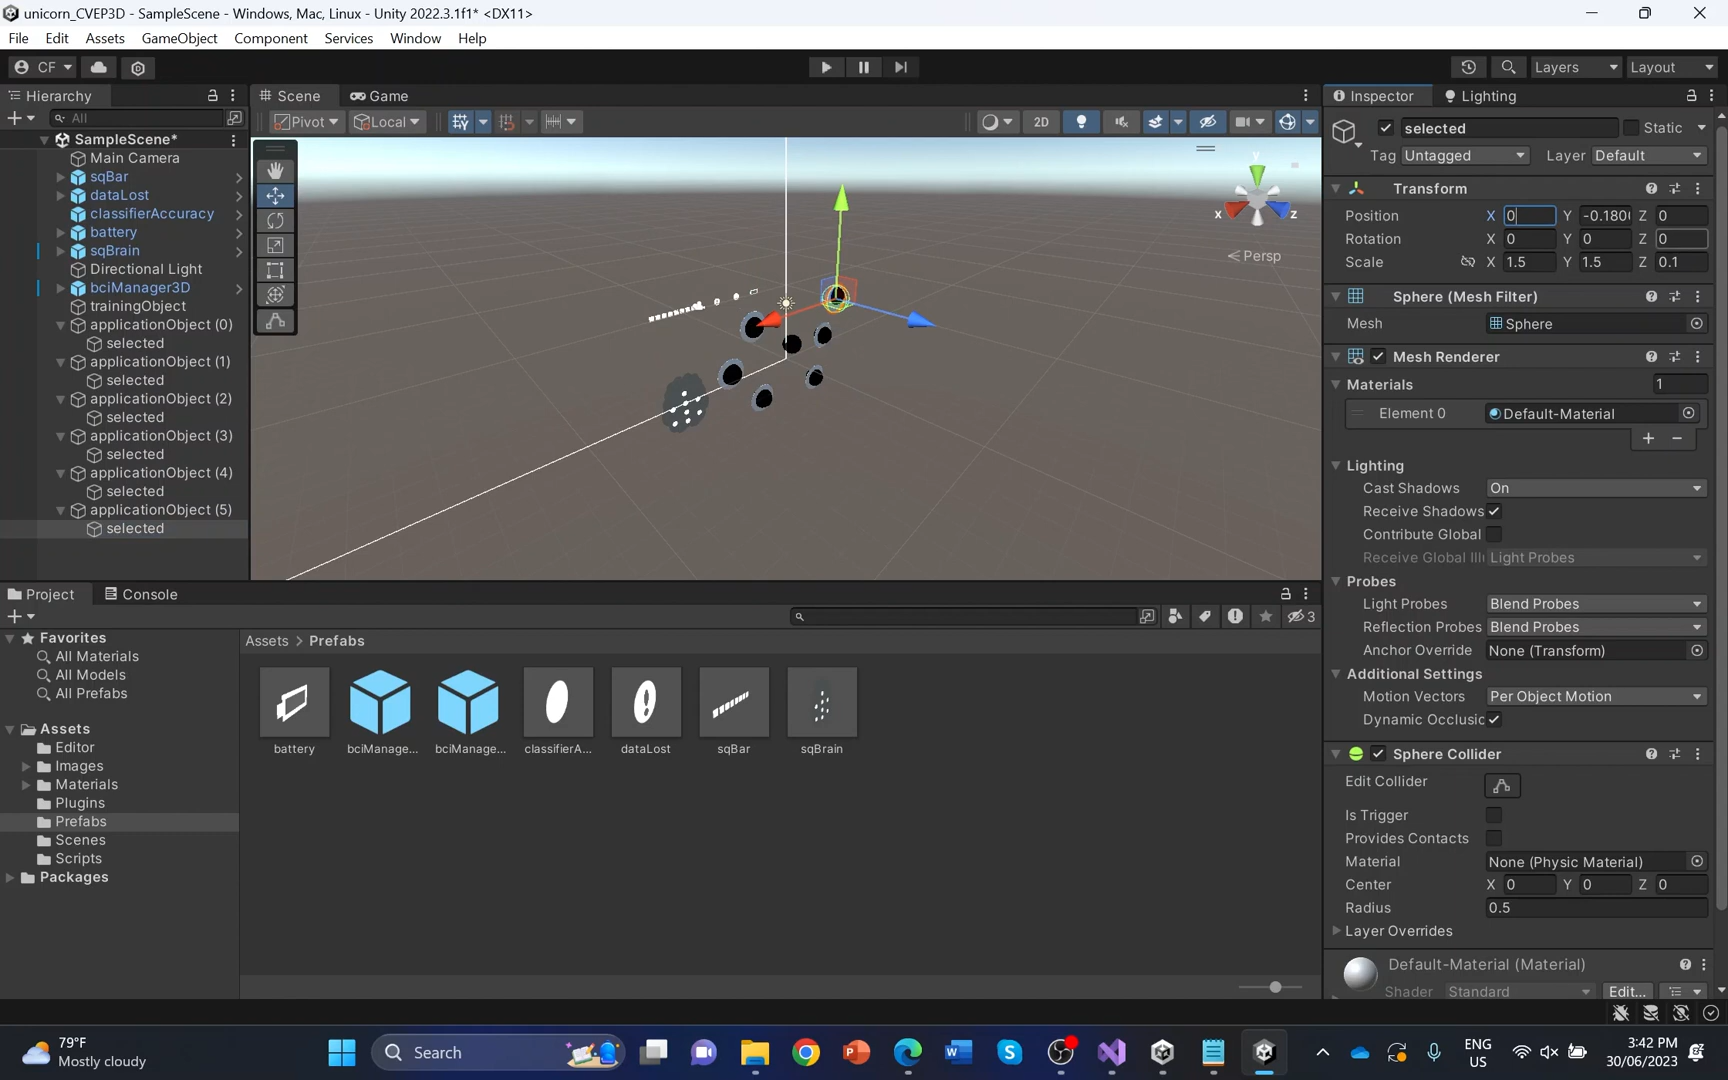 unicorn_CVEP3D - SampleScene - Windows, Mac, Linux - Unity 2022.3.1f1* <DX11>
File Edit Assets GameObject Component Services Window Help
CF Layers Layout
Hierarchy
All
SampleScene*
Main Camera
sqBar
dataLost
classifierAccuracy
battery
sqBrain
Directional Light
bciManager3D
trainingObject
applicationObject (0)
selected
applicationObject (1)
selected
applicationObject (2)
selected
applicationObject (3)
selected
applicationObject (4)
selected
applicationObject (5)
selected
Scene Game
Pivot Local 2D
y
x z
Persp
Inspector Lighting
selected Static
Tag Untagged Layer Default
Transform
Position X 0 Y -0.180 Z 0
Rotation X 0 Y 0 Z 0
Scale X 1.5 Y 1.5 Z 0.1
Sphere (Mesh Filter)
Mesh Sphere
Mesh Renderer
Materials 1
Element 0 Default-Material
Lighting
Cast Shadows On
Receive Shadows
Contribute Global
Receive Global Illu Light Probes
Probes
Light Probes Blend Probes
Reflection Probes Blend Probes
Anchor Override None (Transform)
Additional Settings
Motion Vectors Per Object Motion
Dynamic Occlusic
Sphere Collider
Edit Collider
Is Trigger
Provides Contacts
Material None (Physic Material)
Center X 0 Y 0 Z 0
Radius 0.5
Layer Overrides
Default-Material (Material)
Shader Standard Edit...
Project Console
3
Favorites
All Materials
All Models
All Prefabs
Assets
Editor
Images
Materials
Plugins
Prefabs
Scenes
Scripts
Packages
Assets > Prefabs
battery bciManage... bciManage... classifierA... dataLost sqBar sqBrain
79°F
Mostly cloudy
Search
ENG
US
3:42 PM
30/06/2023